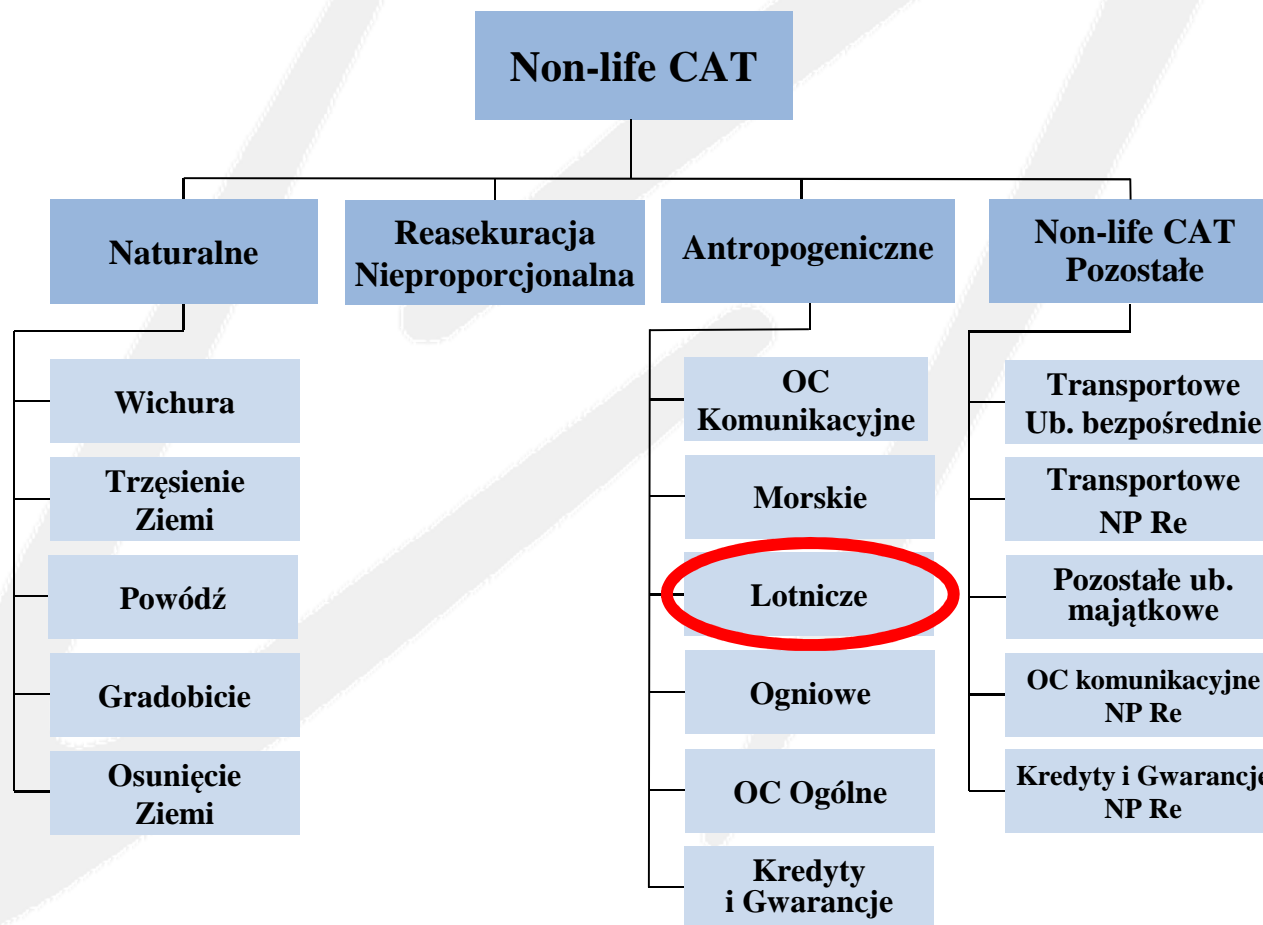 Non-life CAT
Naturalne
Reasekuracja
Nieproporcjonalna
Antropogeniczne
Non-life CAT
Pozostałe
Wichura
Trzęsienie
Ziemi
Powódź
Gradobicie
Osunięcie
Ziemi
OC
Komunikacyjne
Morskie
Lotnicze
Ogniowe
OC Ogólne
Kredyty
i Gwarancje
Transportowe
Ub. bezpośrednie
Transportowe
NP Re
Pozostałe ub.
majątkowe
OC komunikacyjne
NP Re
Kredyty i Gwarancje
NP Re